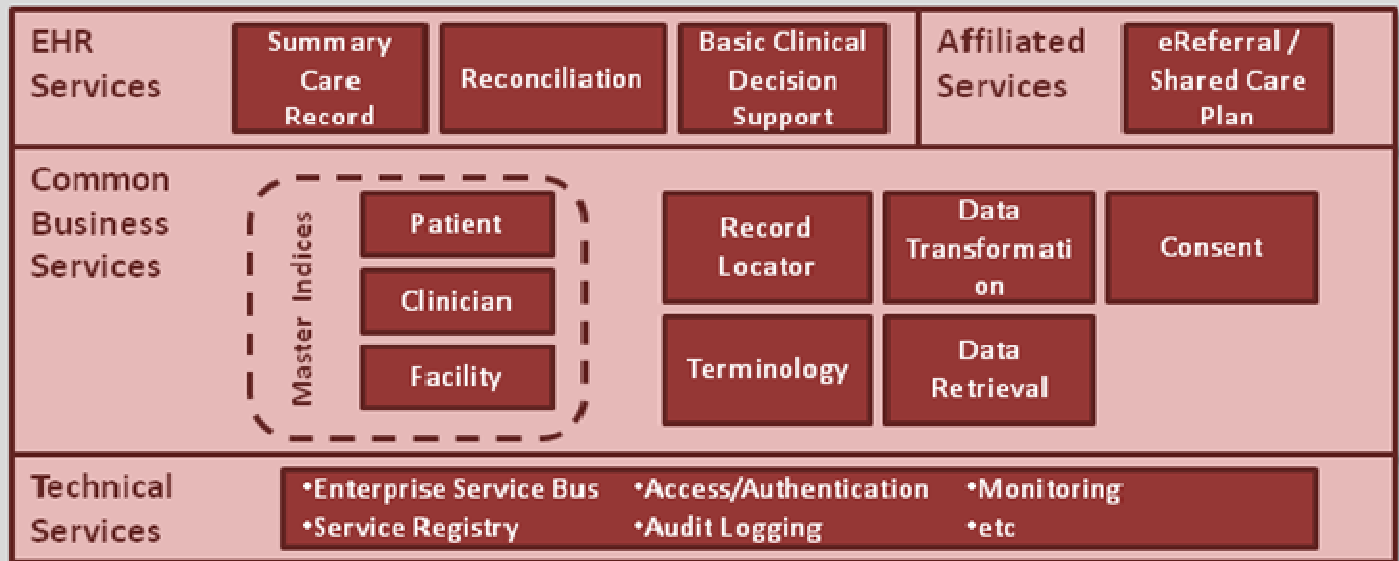 EHR
Services
Summary
Care
Record
Reconciliation
Basic Clinical
Decision
Support
Affiliated
Services
eReferral /
Shared Care
Plan
Common
Business
Services
Master Indices
Patient
Clinician
Facility
Record
Locator
Data
Transformati
on
Consent
Terminology
Data
Retrieval
Technical
Services
•Enterprise Service Bus •Access/Authentication •Monitoring
•Service Registry •Audit Logging •etc